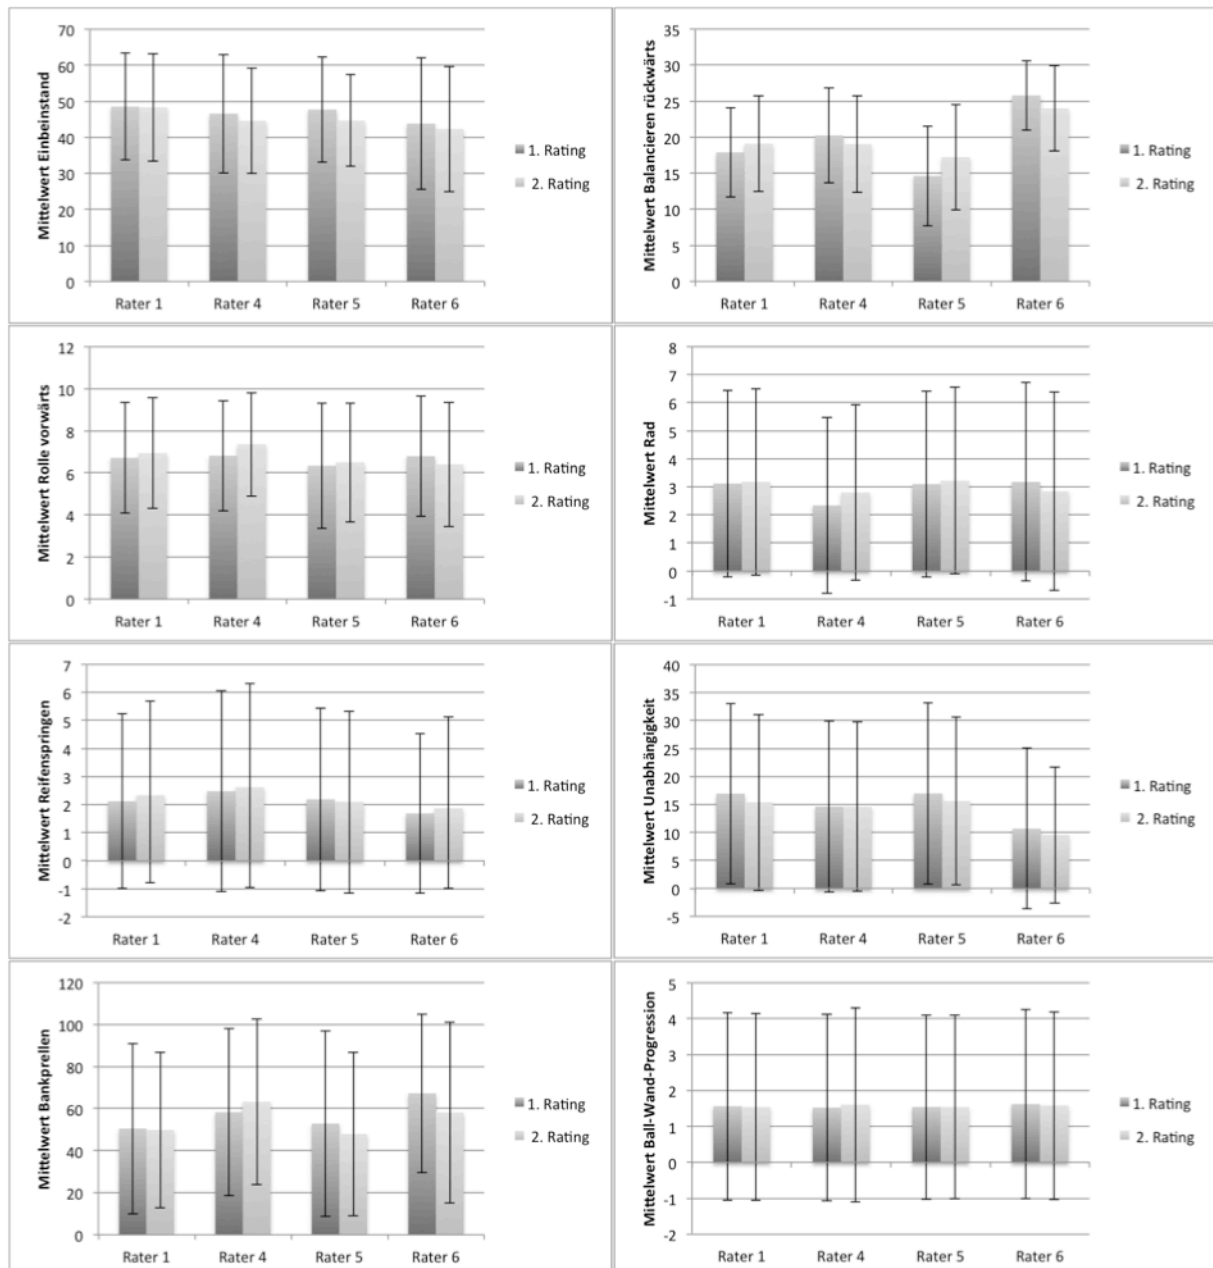 Mittelwert Einbeinstand
70
60
50
40
30
20
10
0
Rater 1 Rater 4 Rater 5 Rater 6
1. Rating
2. Rating
Mittelwert Balancieren rückwärts
35
30
25
20
15
10
5
0
Rater 1 Rater 4 Rater 5 Rater 6
1. Rating
2. Rating
Mittelwert Rolle vorwärts
12
10
8
6
4
2
0
Rater 1 Rater 4 Rater 5 Rater 6
1. Rating
2. Rating
Mittelwert Rad
8
7
6
5
4
3
2
1
0
-1
Rater 1 Rater 4 Rater 5 Rater 6
1. Rating
2. Rating
Mittelwert Reifenspringen
7
6
5
4
3
2
1
0
-1
-2
Rater 1 Rater 4 Rater 5 Rater 6
1. Rating
2. Rating
Mittelwert Unabhängigkeit
40
35
30
25
20
15
10
5
0
-5
Rater 1 Rater 4 Rater 5 Rater 6
1. Rating
2. Rating
Mittelwert Bankprellen
120
100
80
60
40
20
0
Rater 1 Rater 4 Rater 5 Rater 6
1. Rating
2. Rating
Mittelwert Ball-Wand-Progression
5
4
3
2
1
0
-1
-2
Rater 1 Rater 4 Rater 5 Rater 6
1. Rating
2. Rating